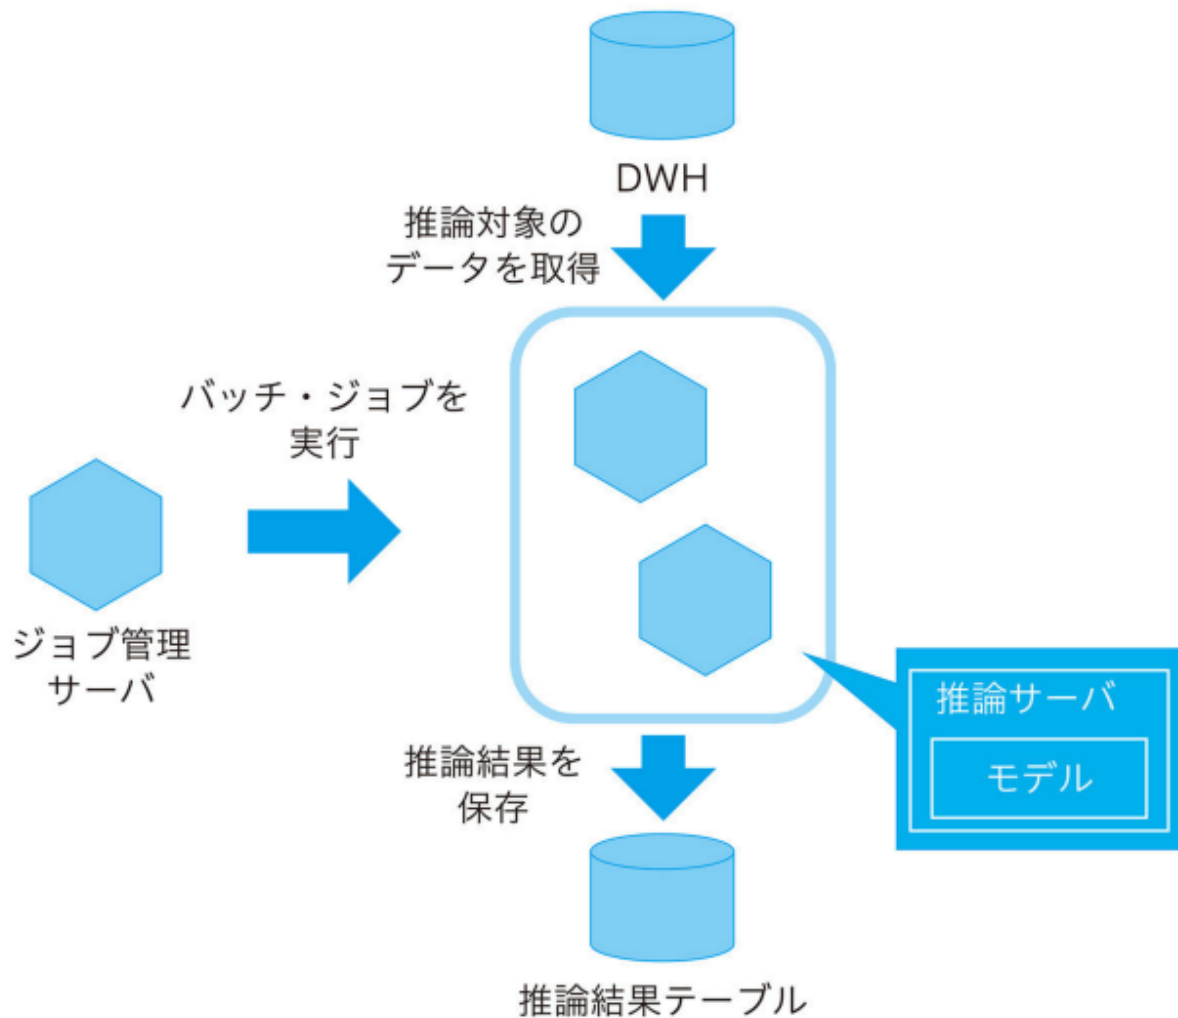 DWH
推論対象の
データを取得
バッチ・ジョブを
実行
ジョブ管理
サーバ
推論サーバ
モデル
推論結果を
保存
推論結果テーブル